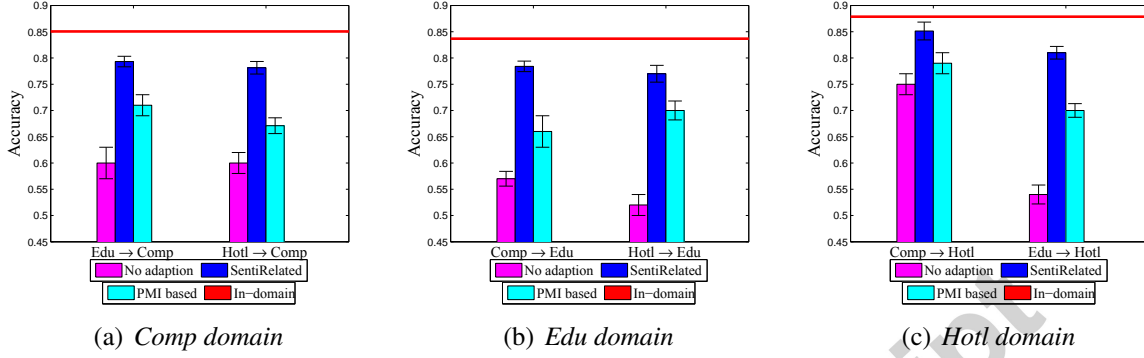 0.9
0.85
0.8
0.75
0.7
0.65
0.6
0.55
0.5
0.45
Accuracy
Edu → Comp Hotl → Comp
No adaption SentiRelated
PMI based In−domain
(a) Comp domain
0.9
0.85
0.8
0.75
0.7
0.65
0.6
0.55
0.5
0.45
Accuracy
Comp → Edu Hotl → Edu
No adaption SentiRelated
PMI based In−domain
(b) Edu domain
0.9
0.85
0.8
0.75
0.7
0.65
0.6
0.55
0.5
0.45
Accuracy
Comp → Hotl Edu → Hotl
No adaption SentiRelated
PMI based In−domain
(c) Hotl domain